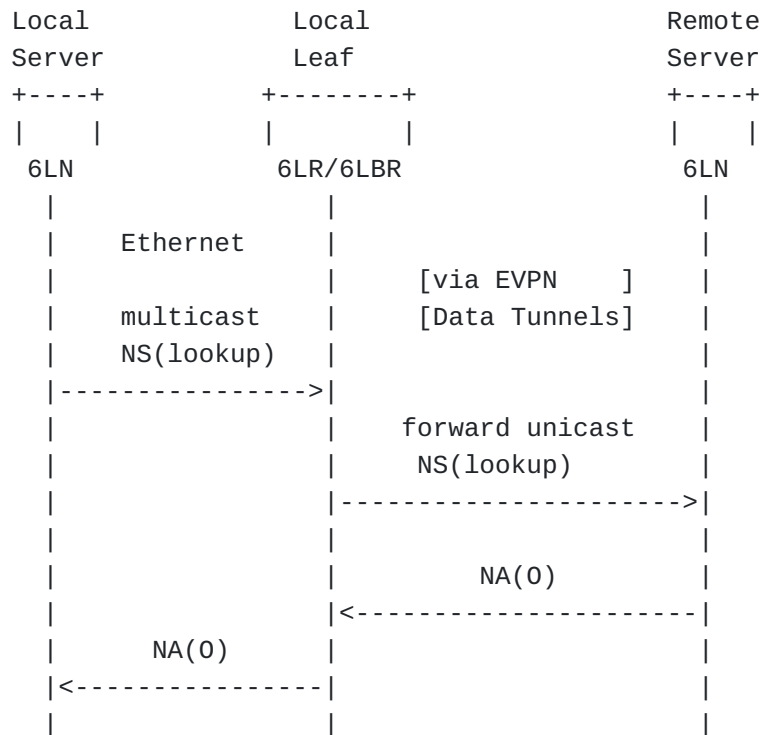 Local Local Remote
Server Leaf Server
+----+ +--------+ +----+
| | | | | |
6LN 6LR/6LBR 6LN
| | |
| Ethernet | |
| | [via EVPN ] |
| multicast | [Data Tunnels] |
| NS(lookup) | |
|---------------->| |
| | forward unicast |
| | NS(lookup) |
| |---------------------->|
| | |
| | NA(O) |
| |<----------------------|
| NA(O) | |
|<----------------| |
| | |